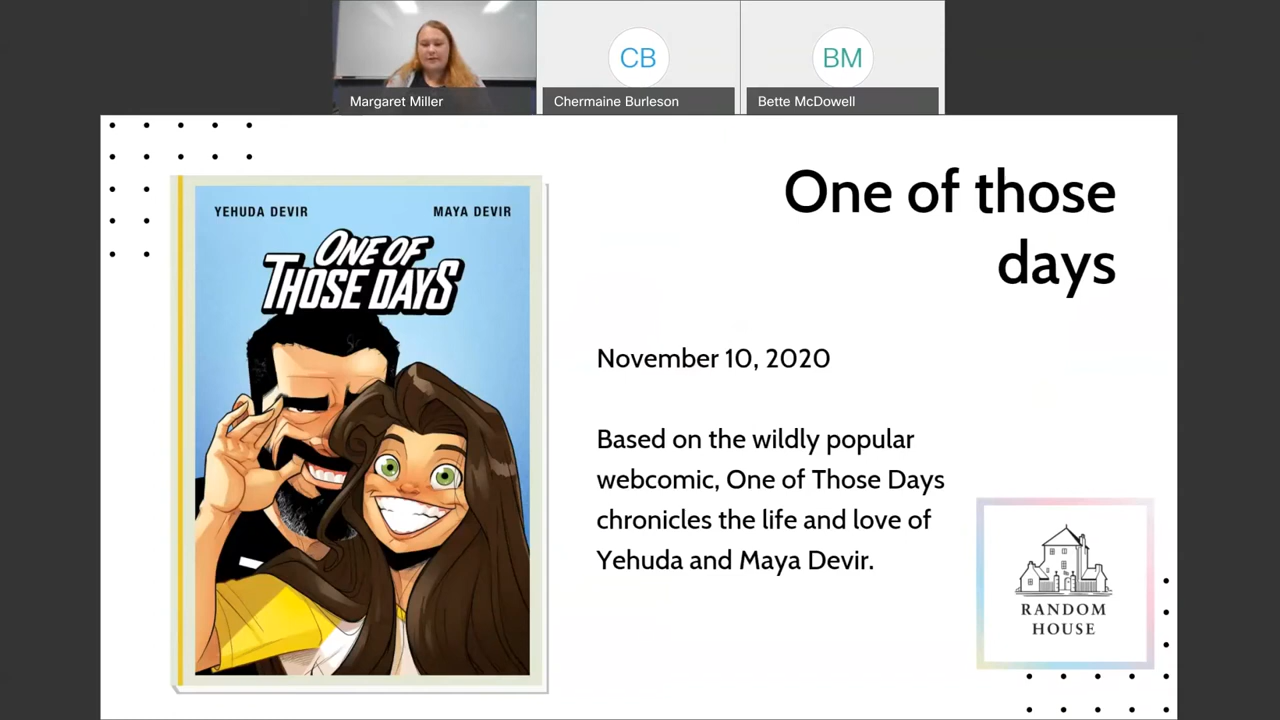 CB
BM
Margaret Miller
Chermaine Burleson
Bette McDowell
YEHUDA DEVIR
MAYA DEVIR
ONE OF
THOSE DAYS
One of those
days
November 10, 2020
Based on the wildly popular
webcomic, One of Those Days
chronicles the life and love of
Yehuda and Maya Devir.
RANDOM
HOUSE